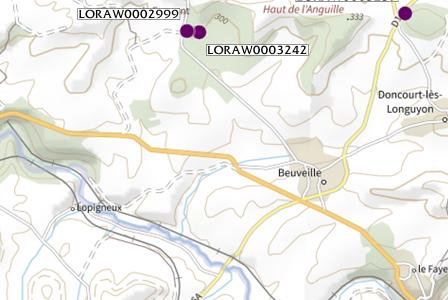 LORAW0002999
300
Haut de l'Anguille
333
LORAW0003242
Doncourt-lès-
Longuyon
Beuveille
Lopigneux
le Faye